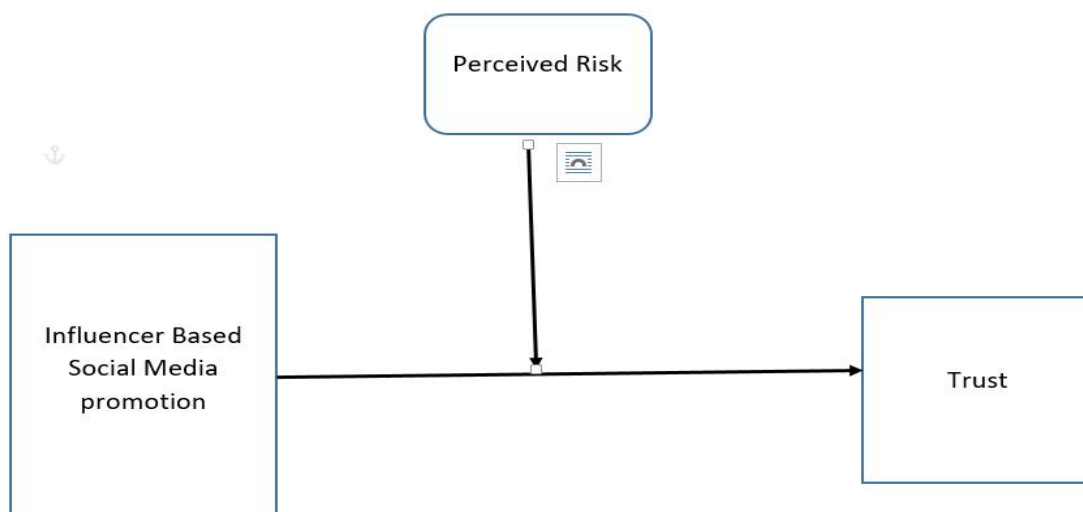 Perceived Risk
Influencer Based
Social Media
promotion
Trust